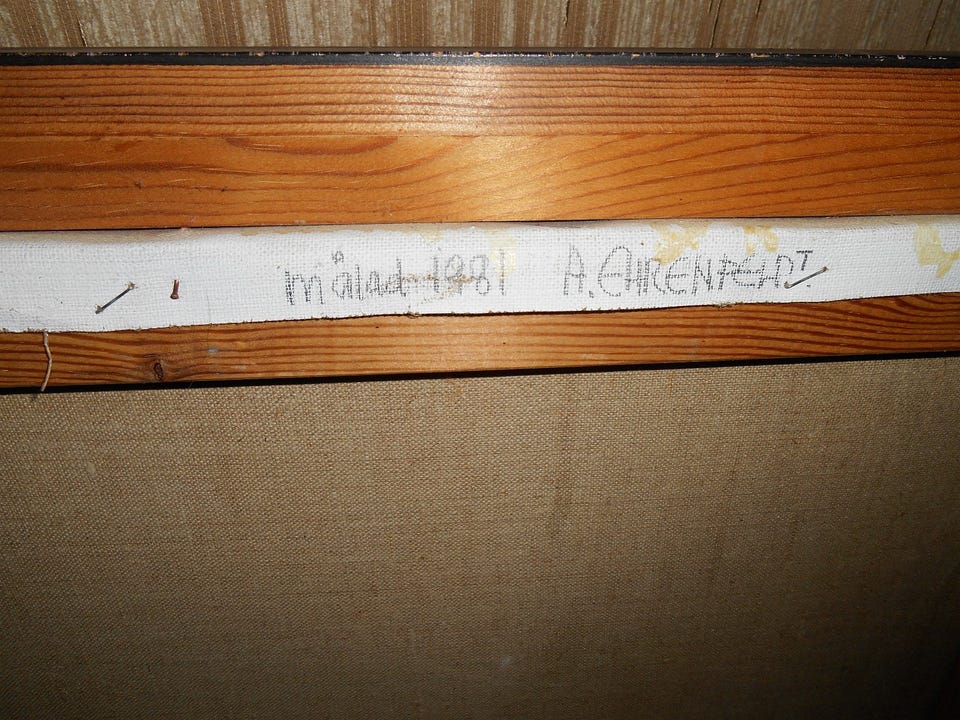 målad 1981 A. EHRENFELDT